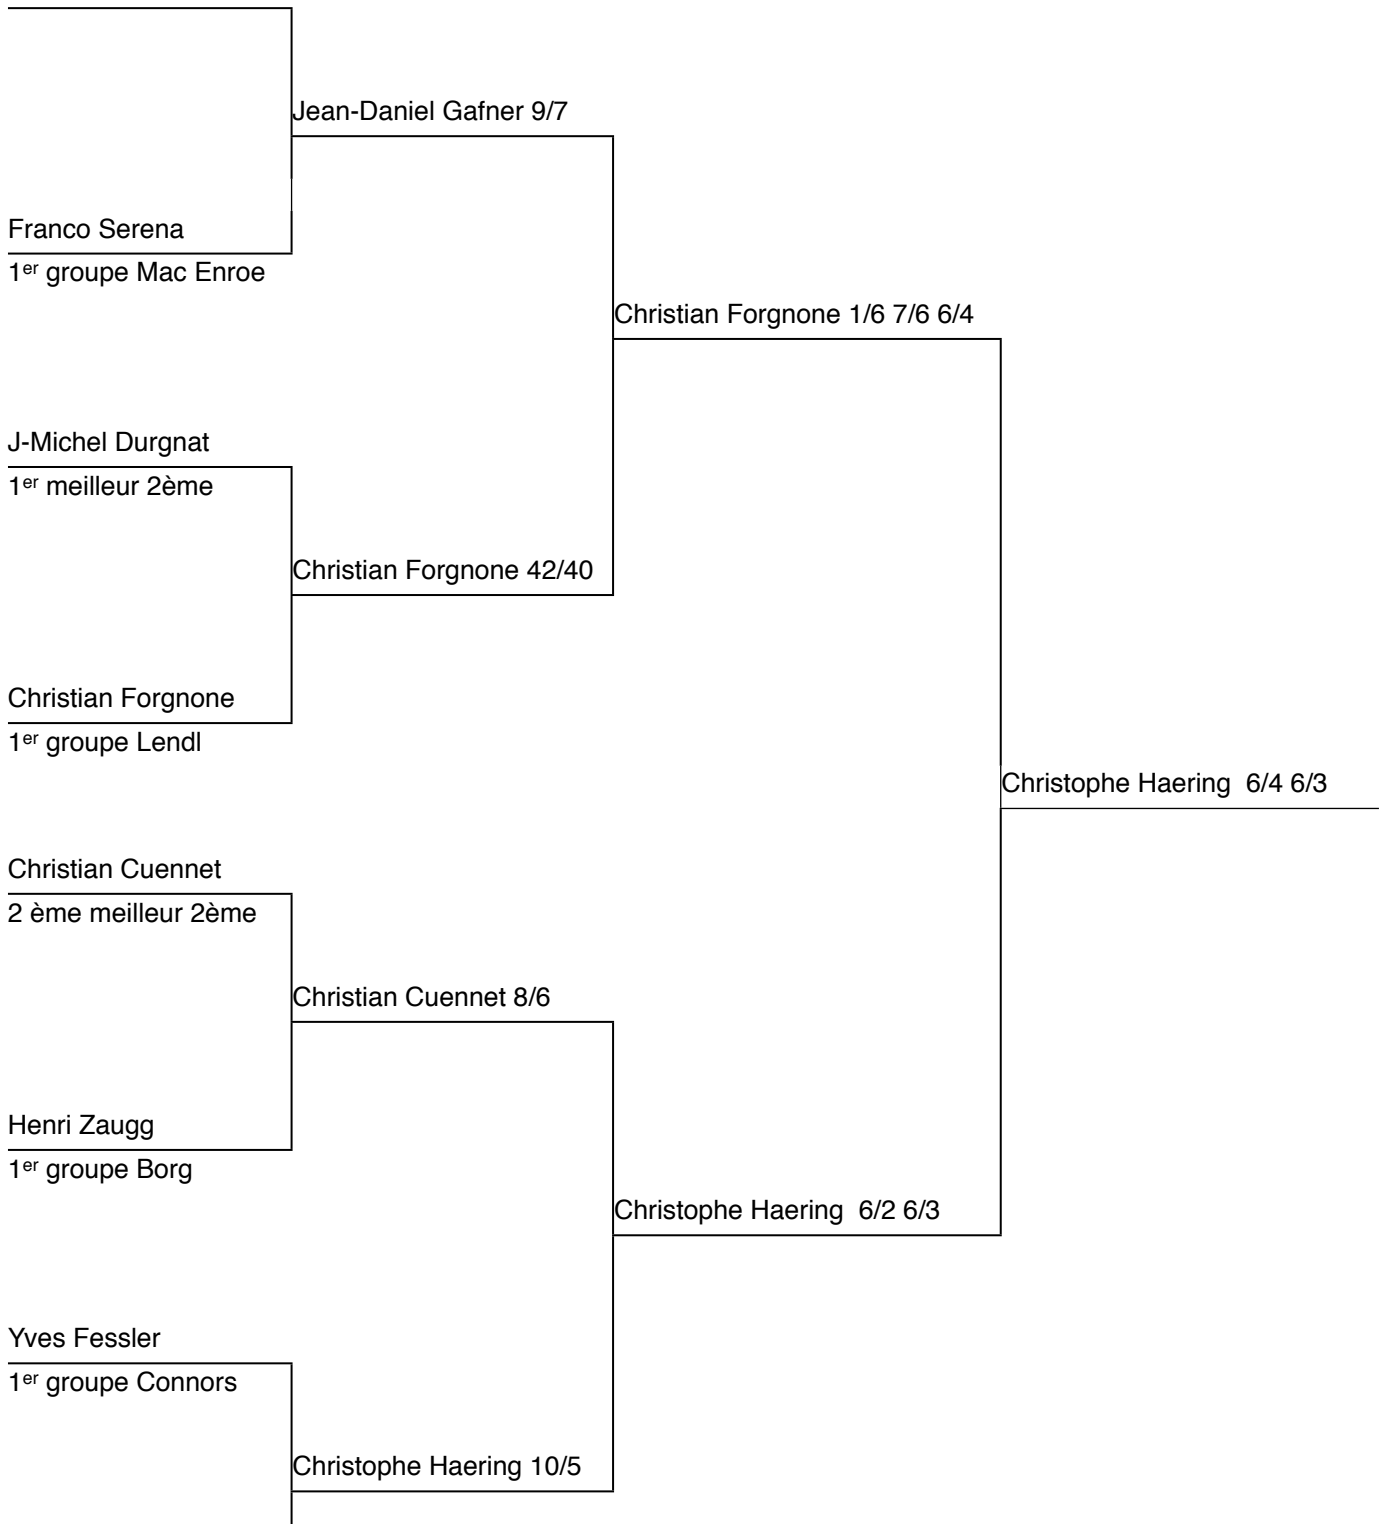 Jean-Daniel Gafner 9/7
Franco Serena
1er groupe Mac Enroe
Christian Forgnone 1/6 7/6 6/4
J-Michel Durgnat
1er meilleur 2ème
Christian Forgnone 42/40
Christian Forgnone
1er groupe Lendl
Christophe Haering  6/4 6/3
Christian Cuennet
2 ème meilleur 2ème
Christian Cuennet 8/6
Henri Zaugg
1er groupe Borg
Christophe Haering  6/2 6/3
Yves Fessler
1er groupe Connors
Christophe Haering 10/5